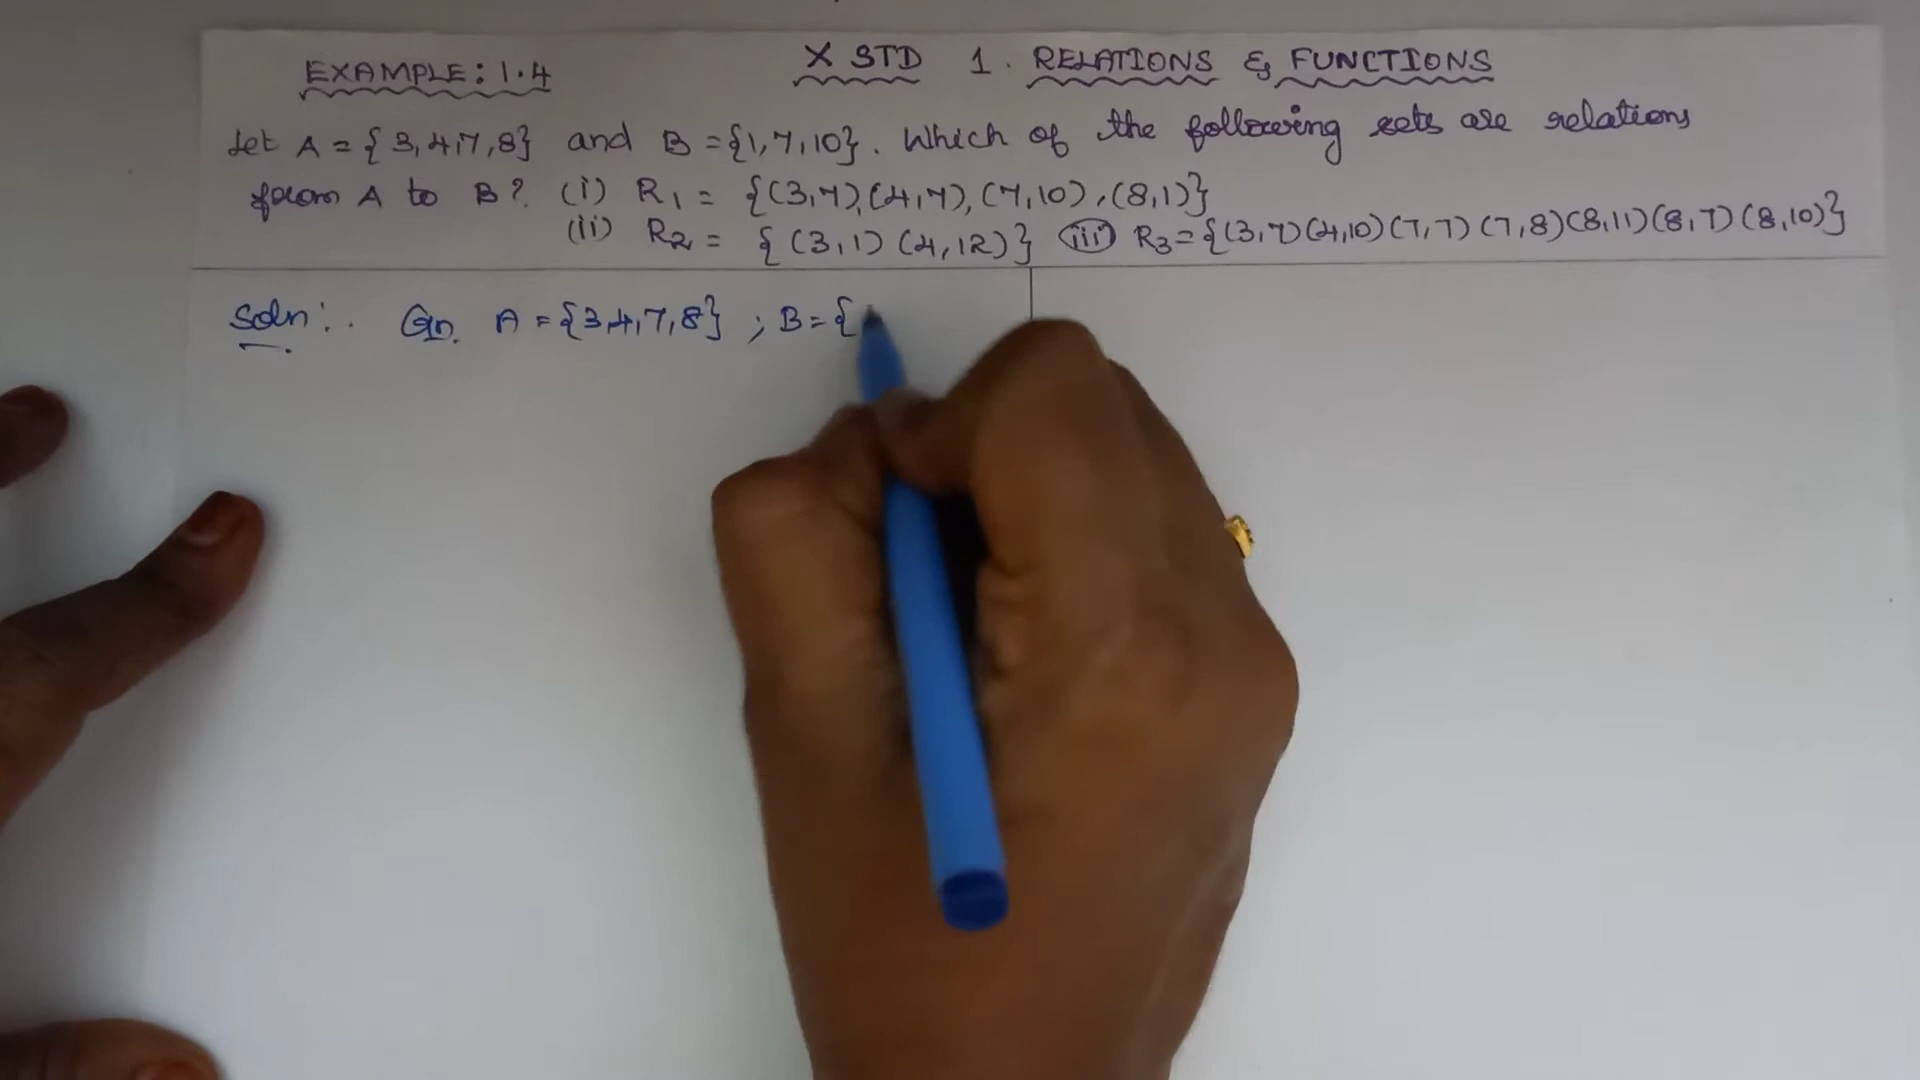 EXAMPLE: 1.4 X STD 1. RELATIONS & FUNCTIONS
Let A = { 3,4,7,8} and B = {1,7,10}. Which of the following sets are relations
from A to B? (i) R1 = {(3,7),(4,7),(7,10),(8,1)}
(ii) R2 = {(3,1) (4,12)} (iii) R3 = {(3,7)(4,10)(7,7)(7,8)(8,11)(8,7)(8,10)}
Soln:. Gn. A = {3,4,7,8} ; B = {